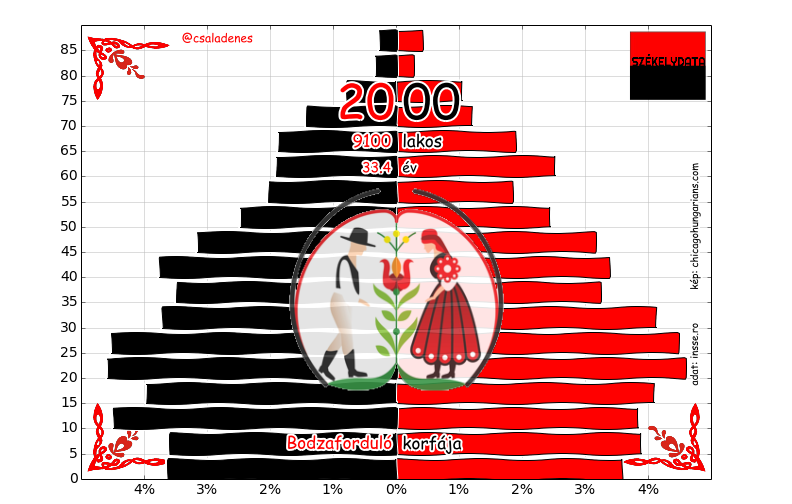 @csaladenes
SZÉKELYDATA
20 00
9100 lakos
33.4 év
kép: chicagohungarians.com
adat: insse.ro
Bodzaforduló korfája
85
80
75
70
65
60
55
50
45
40
35
30
25
20
15
10
5
0
4% 3% 2% 1% 0% 1% 2% 3% 4%